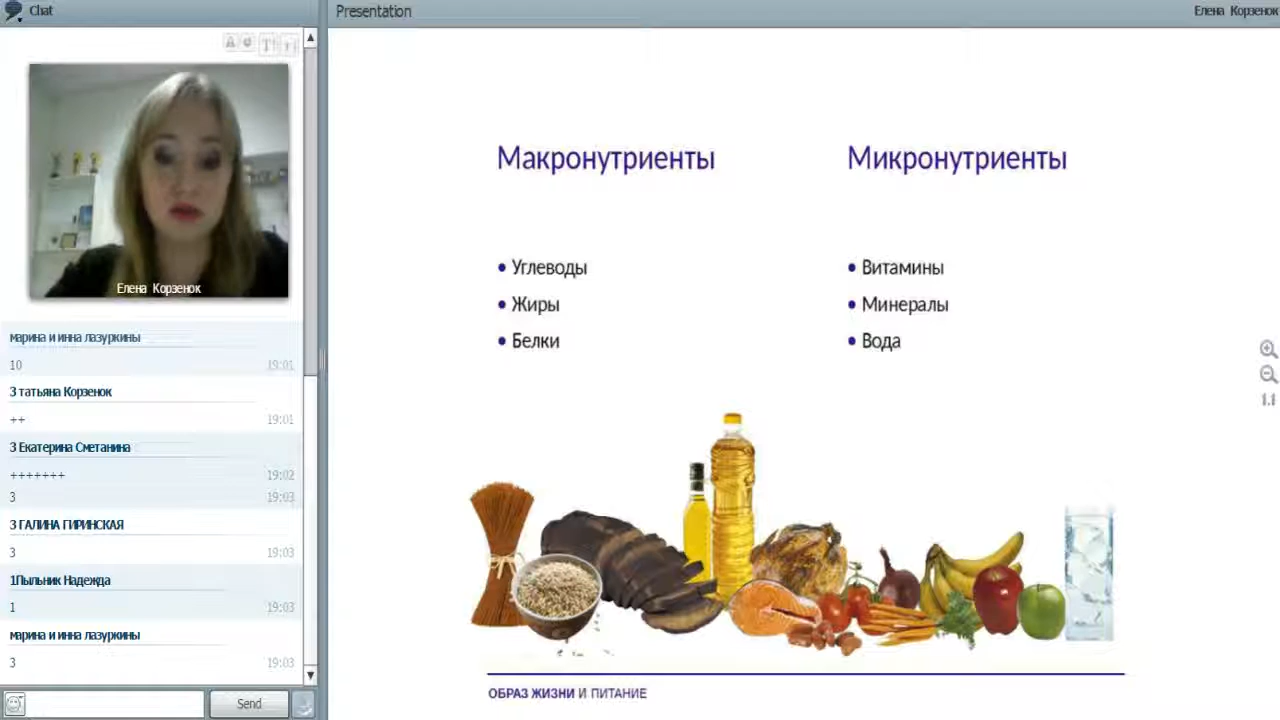 Chat
Елена Корзенок
марина и инна лазуркины
10 19:01
3 татьяна Корзенок
++ 19:01
3 Екатерина Сметанина
+++++++ 19:02
3 19:03
3 ГАЛИНА ГИРИНСКАЯ
3 19:03
1Пыльник Надежда
1 19:03
марина и инна лазуркины
3 19:03
Send
Presentation
Елена Корзенок
Макронутриенты
• Углеводы
• Жиры
• Белки
Микронутриенты
• Витамины
• Минералы
• Вода
1.1
ОБРАЗ ЖИЗНИ И ПИТАНИЕ